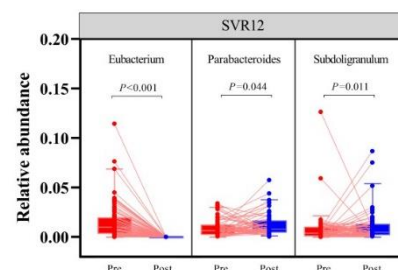 SVR12
0.20
0.15
0.10
0.05
0.00
Relative abundance
Eubacterium
Parabacteroides
Subdoligranulum
P<0.001
P=0.044
P=0.011
Pre Post Pre Post Pre Post